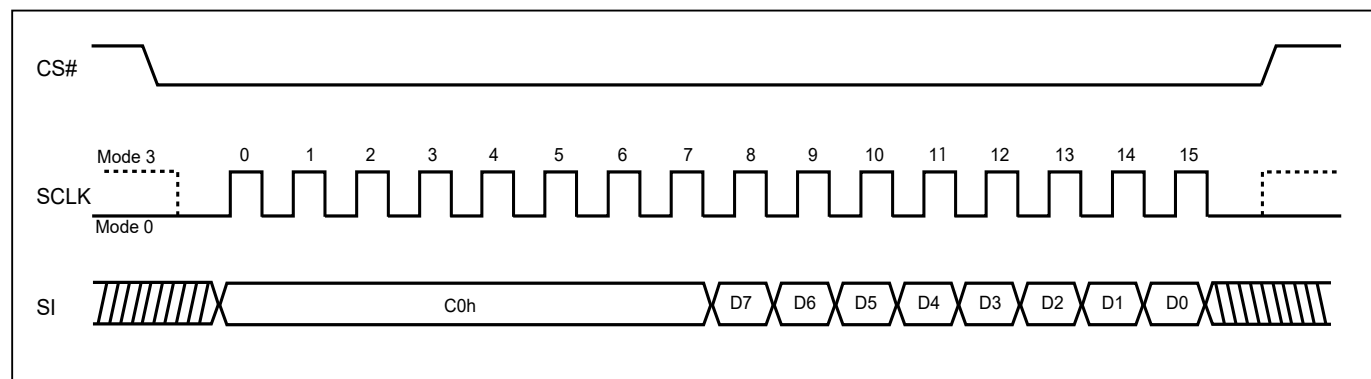 CS#
Mode 3
0 1 2 3 4 5 6 7 8 9 10 11 12 13 14 15
SCLK
Mode 0
SI
C0h D7 D6 D5 D4 D3 D2 D1 D0